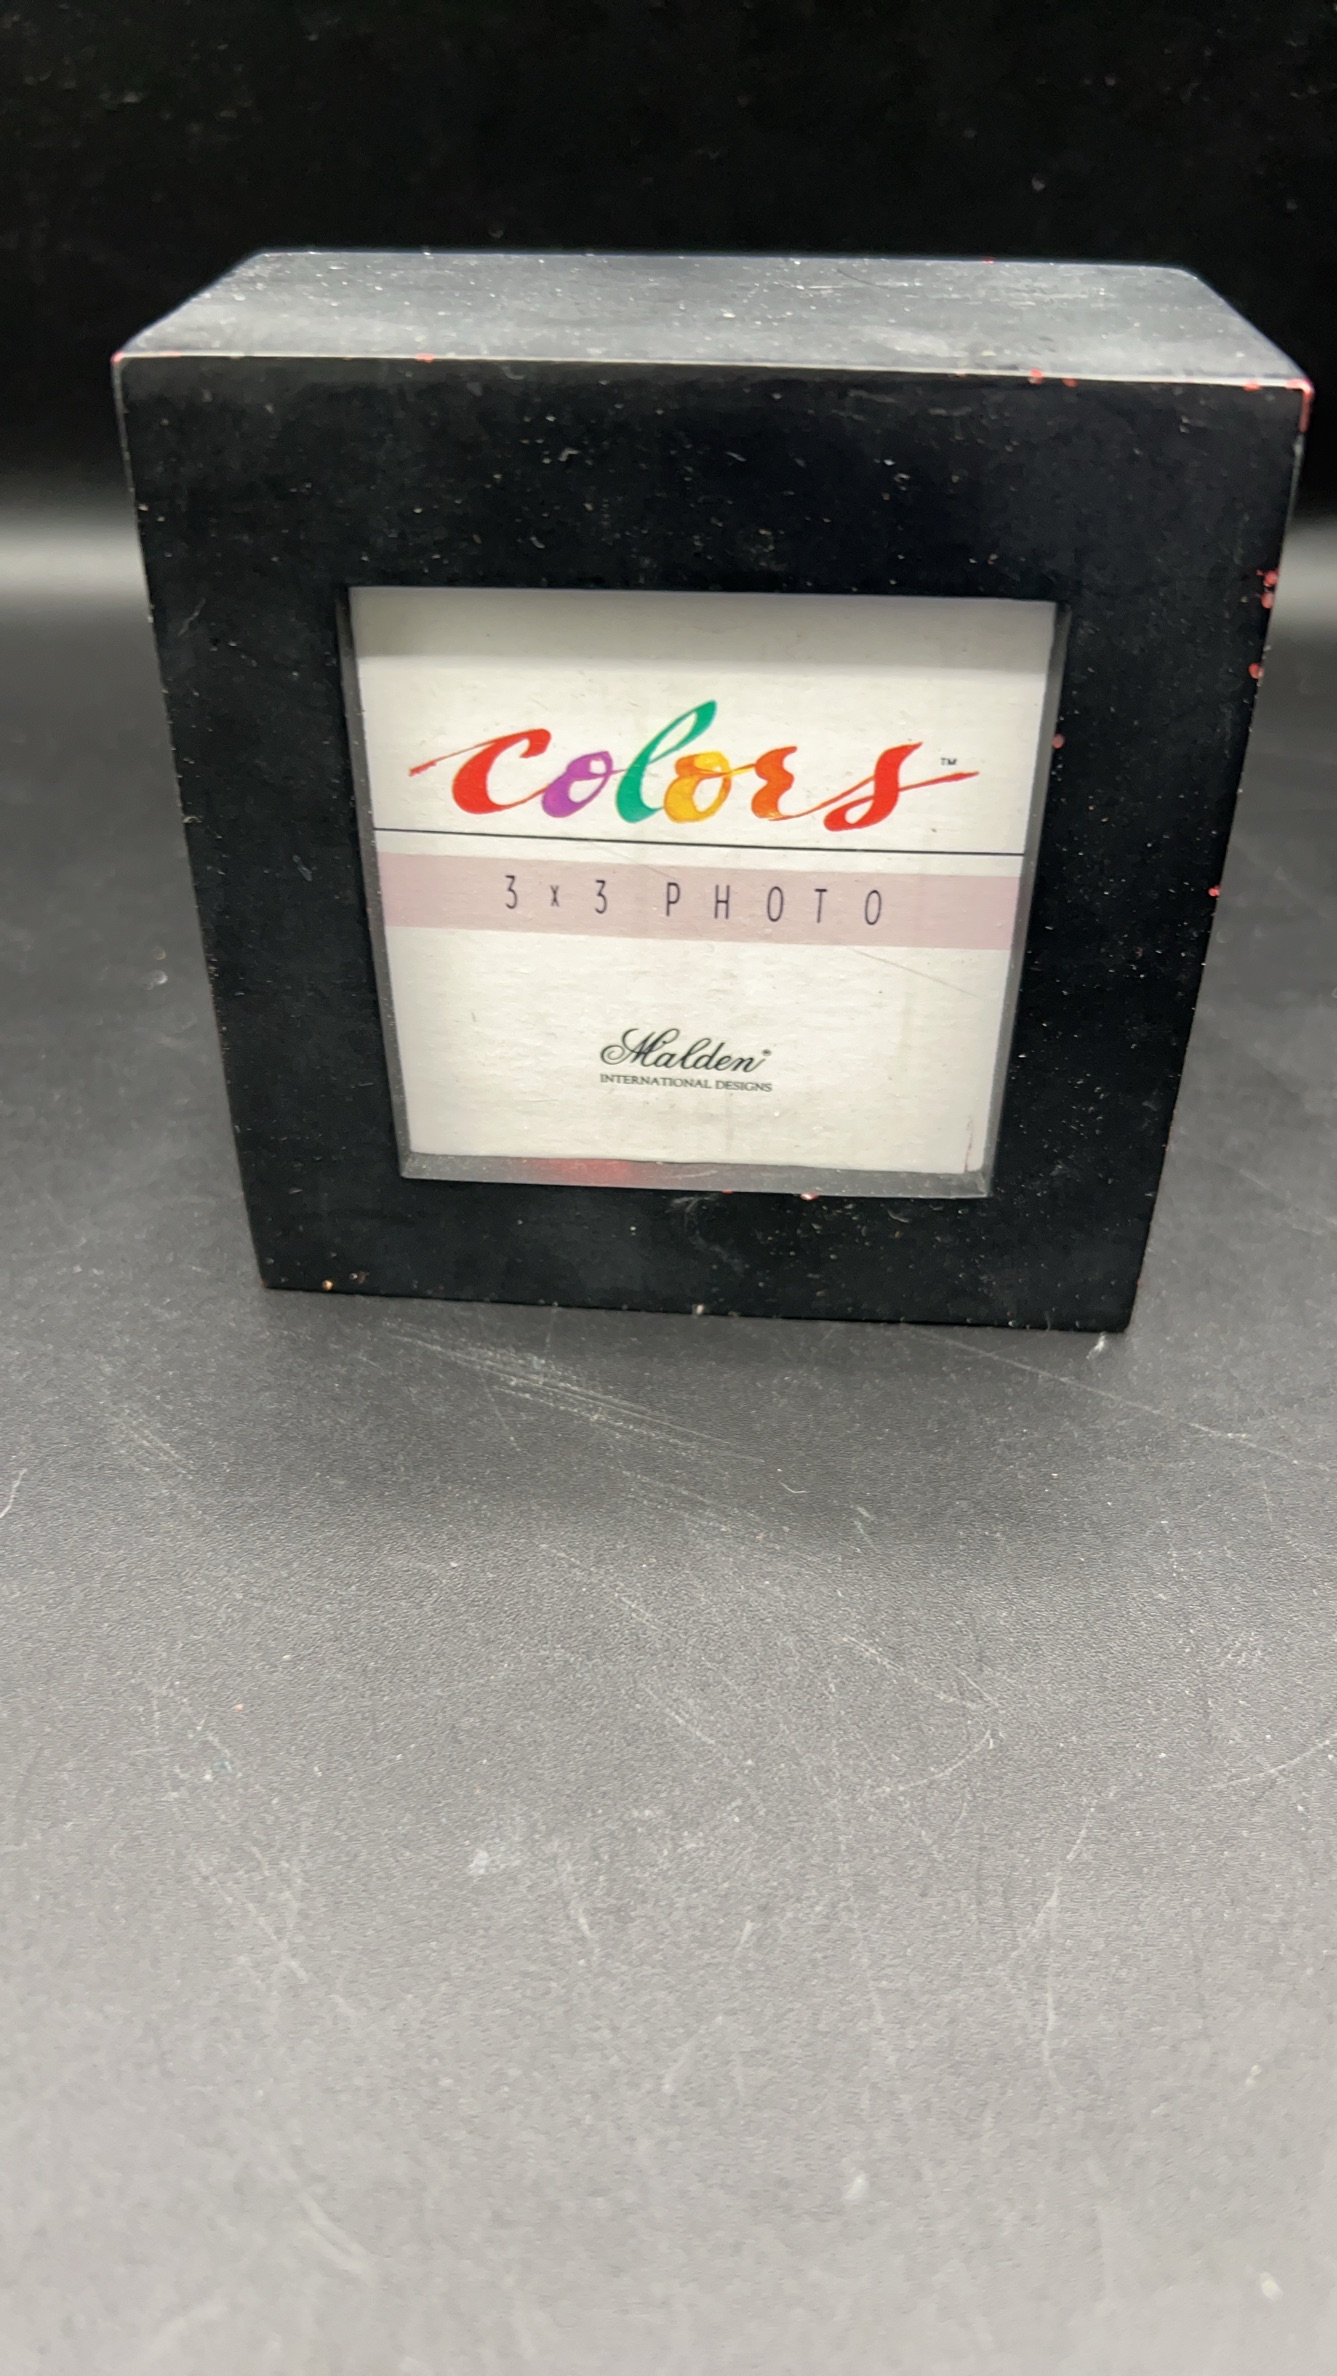 colors™
3 x 3 PHOTO
Malden®
INTERNATIONAL DESIGNS